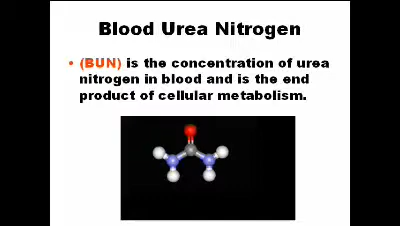 Blood Urea Nitrogen
• (BUN) is the concentration of urea
nitrogen in blood and is the end
product of cellular metabolism.